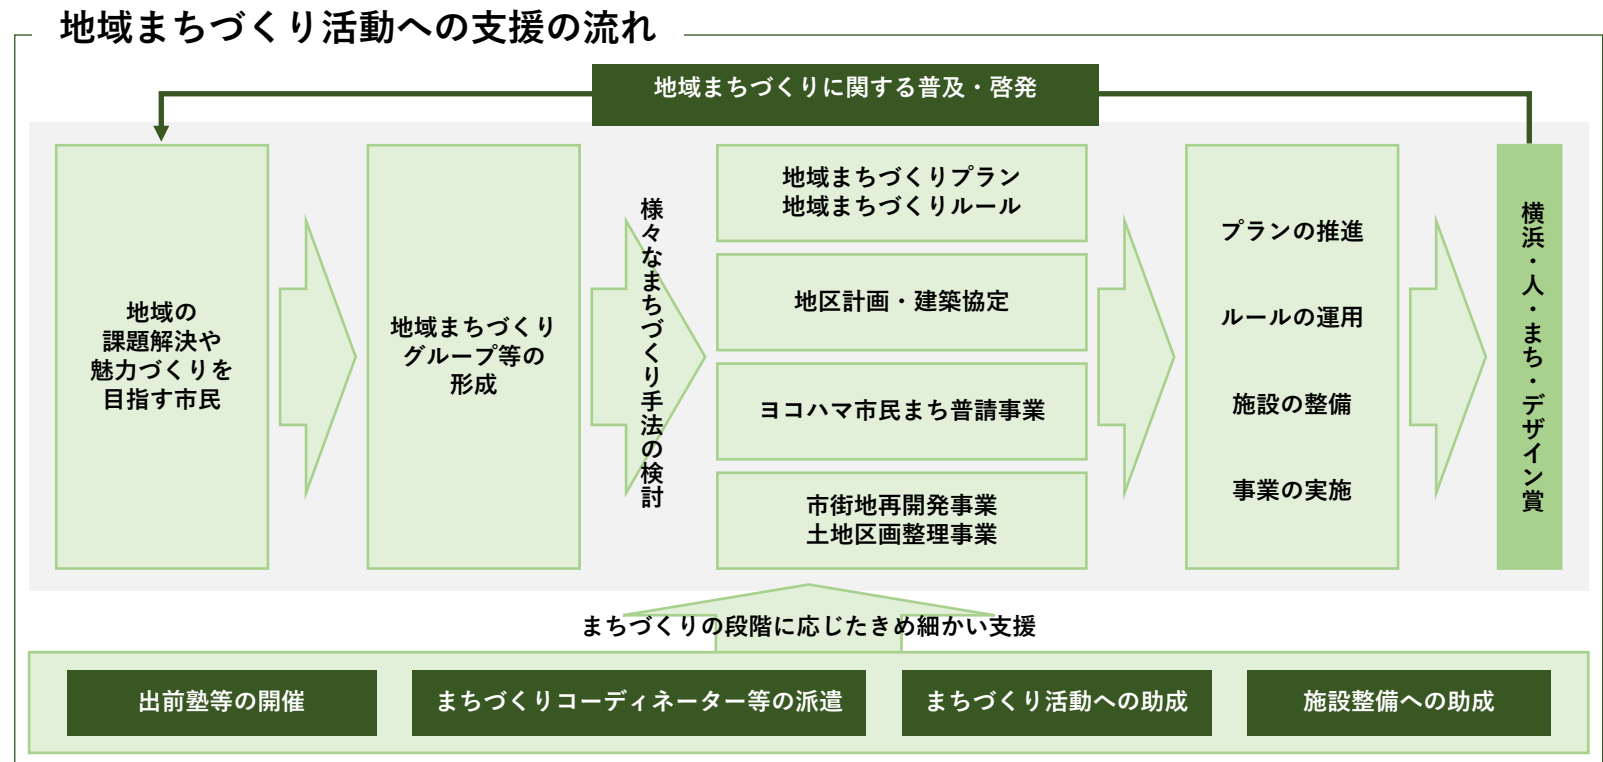 地域まちづくり活動への支援の流れ
地域まちづくりに関する普及・啓発
地域の
課題解決や
魅力づくりを
目指す市民
地域まちづくり
グループ等の
形成
様々なまちづくり手法の検討
地域まちづくりプラン
地域まちづくりルール
地区計画・建築協定
ヨコハマ市民まち普請事業
市街地再開発事業
土地区画整理事業
プランの推進
ルールの運用
施設の整備
事業の実施
横浜・人・まち・デザイン賞
まちづくりの段階に応じたきめ細かい支援
出前塾等の開催
まちづくりコーディネーター等の派遣
まちづくり活動への助成
施設整備への助成